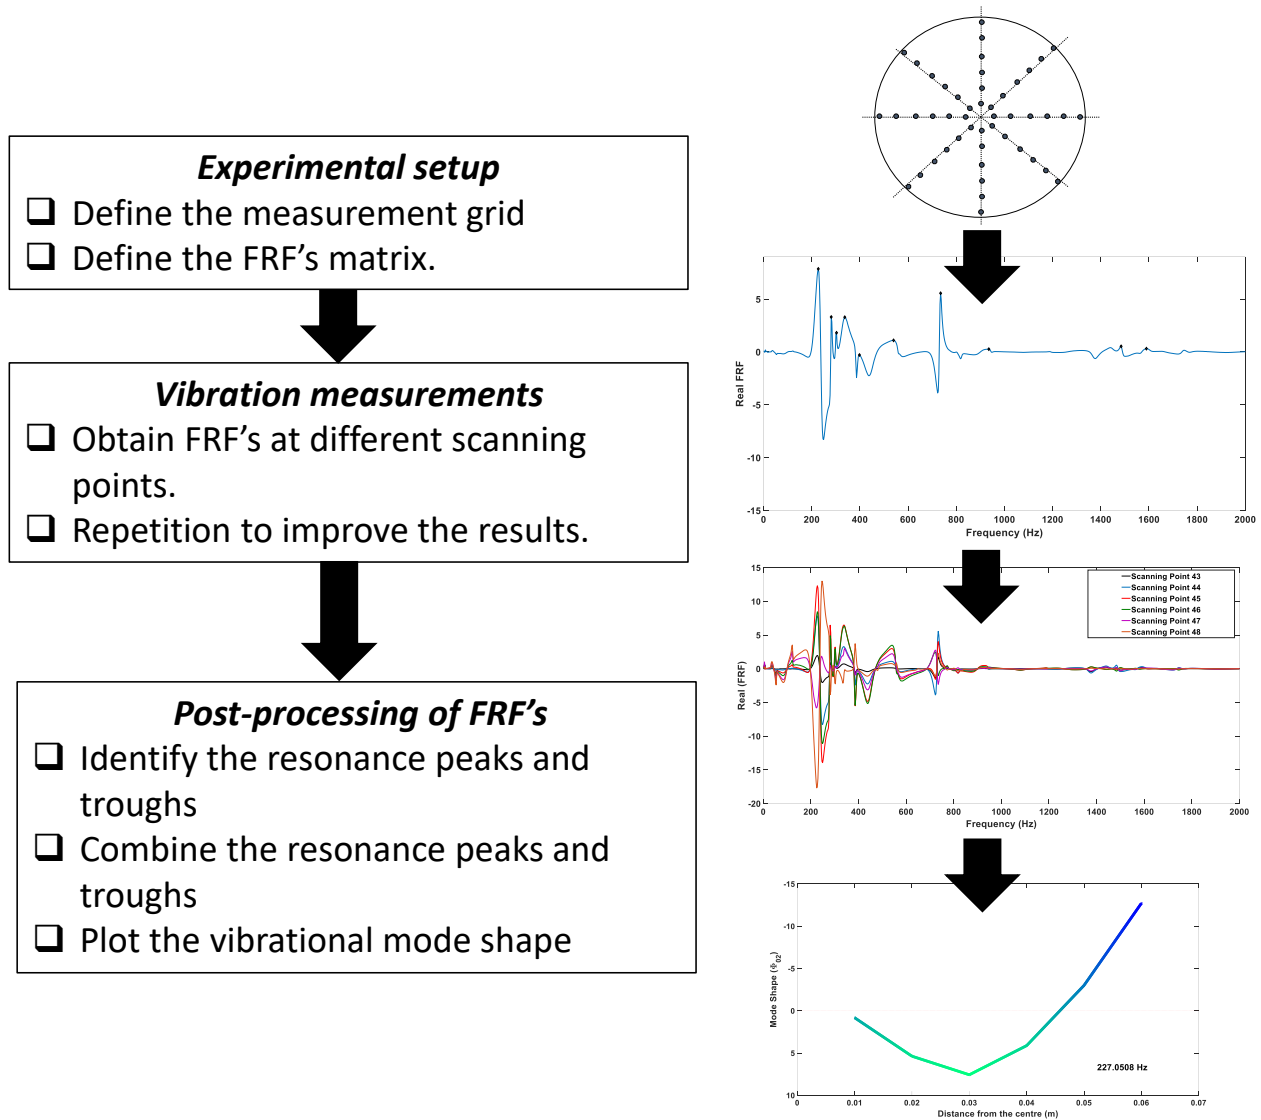 Experimental setup
❑ Define the measurement grid
❑ Define the FRF’s matrix.
Vibration measurements
❑ Obtain FRF’s at different scanning
points.
❑ Repetition to improve the results.
Post-processing of FRF’s
❑ Identify the resonance peaks and
troughs
❑ Combine the resonance peaks and
troughs
❑ Plot the vibrational mode shape
5
0
-5
-10
-15
Real FRF
0 200 400 600 800 1000 1200 1400 1600 1800 2000
Frequency (Hz)
15
10
5
0
-5
-10
-15
-20
Real (FRF)
Scanning Point 43
Scanning Point 44
Scanning Point 45
Scanning Point 46
Scanning Point 47
Scanning Point 48
0 200 400 600 800 1000 1200 1400 1600 1800 2000
Frequency (Hz)
-15
-10
-5
0
5
10
Mode Shape (Φ02)
227.0508 Hz
0 0.01 0.02 0.03 0.04 0.05 0.06 0.07
Distance from the centre (m)